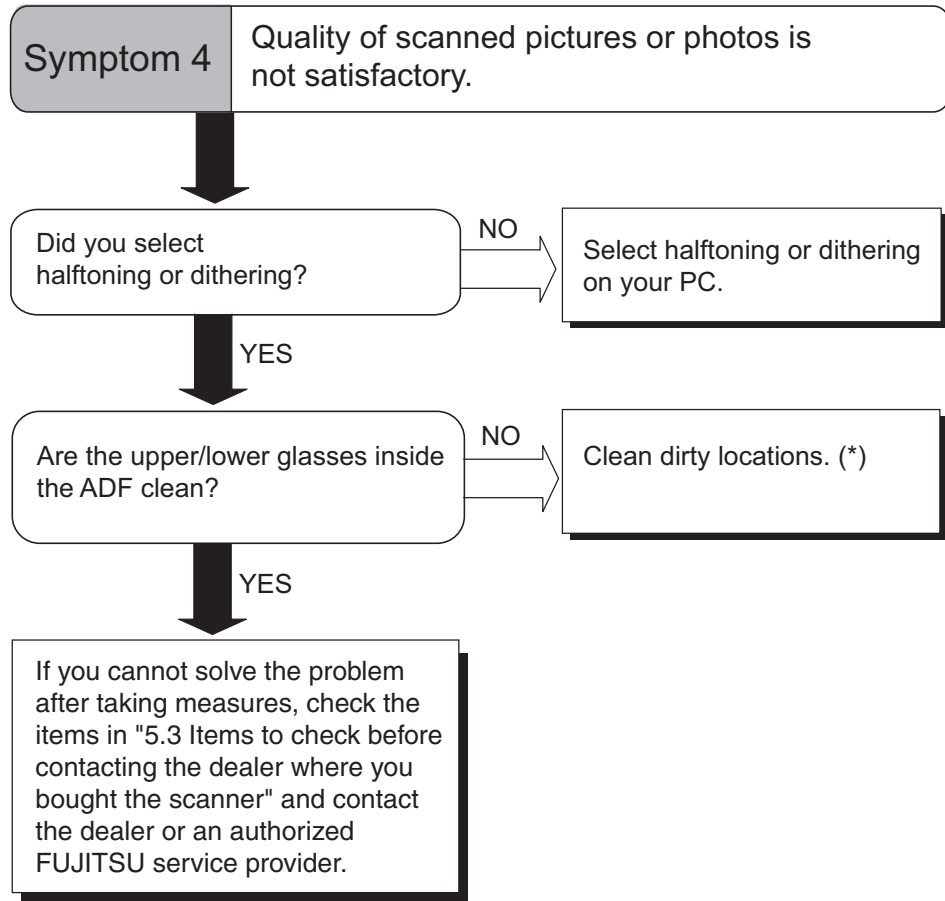 Symptom 4
Quality of scanned pictures or photos is
not satisfactory.
Did you select
halftoning or dithering?
NO
Select halftoning or dithering
on your PC.
YES
Are the upper/lower glasses inside
the ADF clean?
NO
Clean dirty locations. (*)
YES
If you cannot solve the problem
after taking measures, check the
items in "5.3 Items to check before
contacting the dealer where you
bought the scanner" and contact
the dealer or an authorized
FUJITSU service provider.